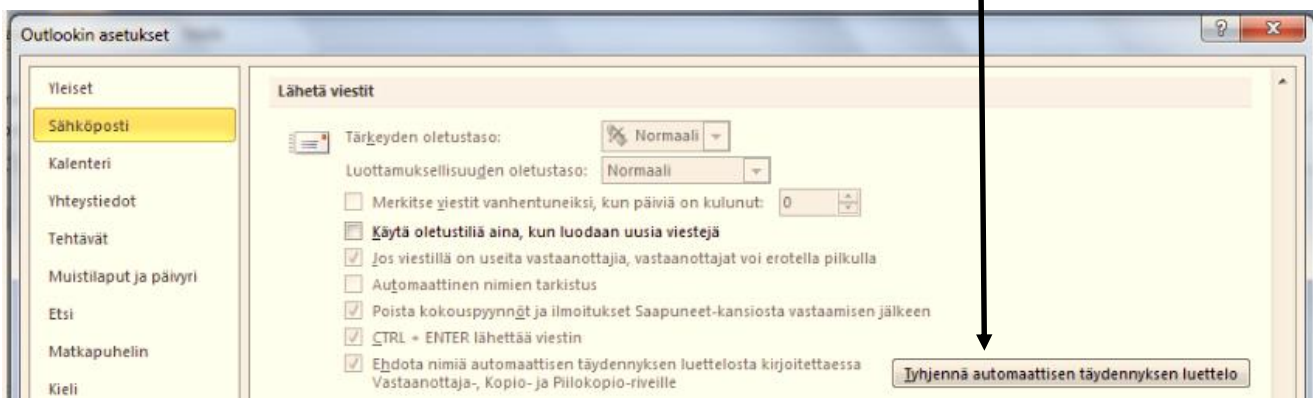 Outlookin asetukset
Yleiset
Sähköposti
Kalenteri
Yhteystiedot
Tehtävät
Muistilaput ja päivyri
Etsi
Matkapuhelin
Kieli
Lähetä viestit
Tärkeyden oletustaso: Normaali
Luottamuksellisuuden oletustaso: Normaali
Merkitse viestit vanhentuneiksi, kun päiviä on kulunut: 0
Käytä oletustiliä aina, kun luodaan uusia viestejä
Jos viestillä on useita vastaanottajia, vastaanottajat voi erotella pilkulla
Automaattinen nimien tarkistus
Poista kokouspyynnöt ja ilmoitukset Saapuneet-kansiosta vastaamisen jälkeen
CTRL + ENTER lähettää viestin
Ehdota nimiä automaattisen täydennyksen luettelosta kirjoitettaessa
Vastaanottaja-, Kopio- ja Piilokopio-riveille
Tyhjennä automaattisen täydennyksen luettelo